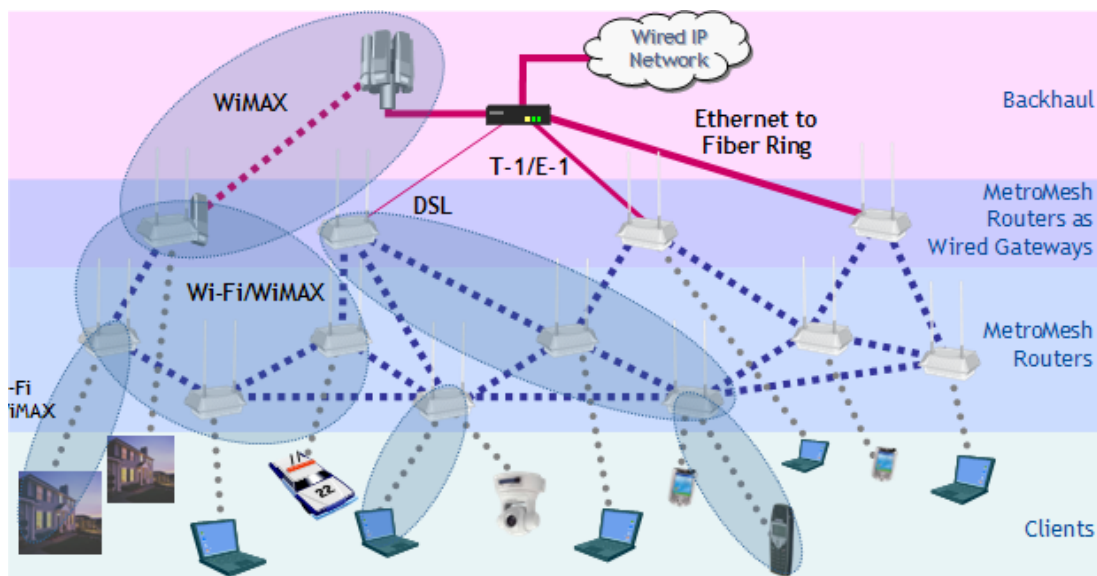 Wired IP
Network
WiMAX
Backhaul
Ethernet to
Fiber Ring
T-1/E-1
DSL
MetroMesh
Routers as
Wired Gateways
Wi-Fi/WiMAX
MetroMesh
Routers
-Fi
WiMAX
22
Clients